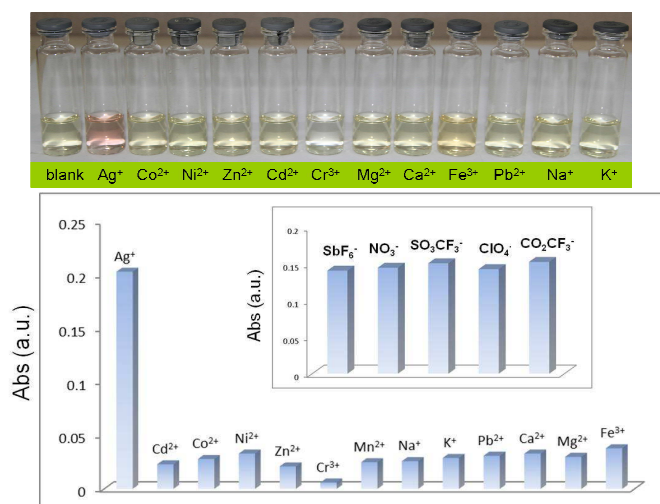 blank Ag⁺ Co²⁺ Ni²⁺ Zn²⁺ Cd²⁺ Cr³⁺ Mg²⁺ Ca²⁺ Fe³⁺ Pb²⁺ Na⁺ K⁺
Abs (a.u.)
0.25
0.2
0.15
0.1
0.05
0
Ag⁺
Cd²⁺
Co²⁺
Ni²⁺
Zn²⁺
Cr³⁺
Mn²⁺
Na⁺
K⁺
Pb²⁺
Ca²⁺
Mg²⁺
Fe³⁺
Abs (a.u.)
0.2
0.15
0.1
0.05
0
SbF₆⁻ NO₃⁻ SO₃CF₃⁻ ClO₄⁻ CO₂CF₃⁻